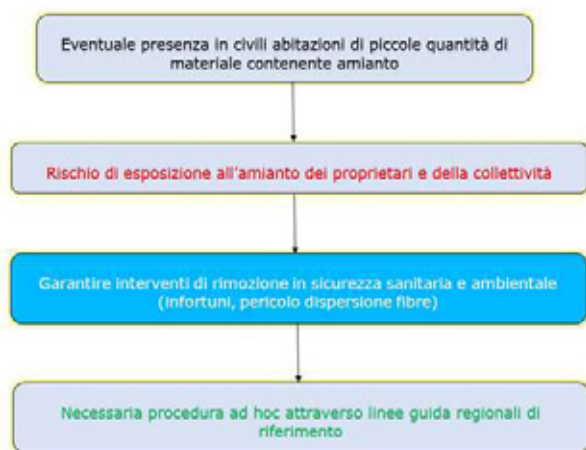 Eventuale presenza in civili abitazioni di piccole quantità di
materiale contenente amianto
Rischio di esposizione all'amianto dei proprietari e della collettività
Garantire interventi di rimozione in sicurezza sanitaria e ambientale
(infortuni, pericolo dispersione fibre)
Necessaria procedura ad hoc attraverso linee guida regionali di
riferimento